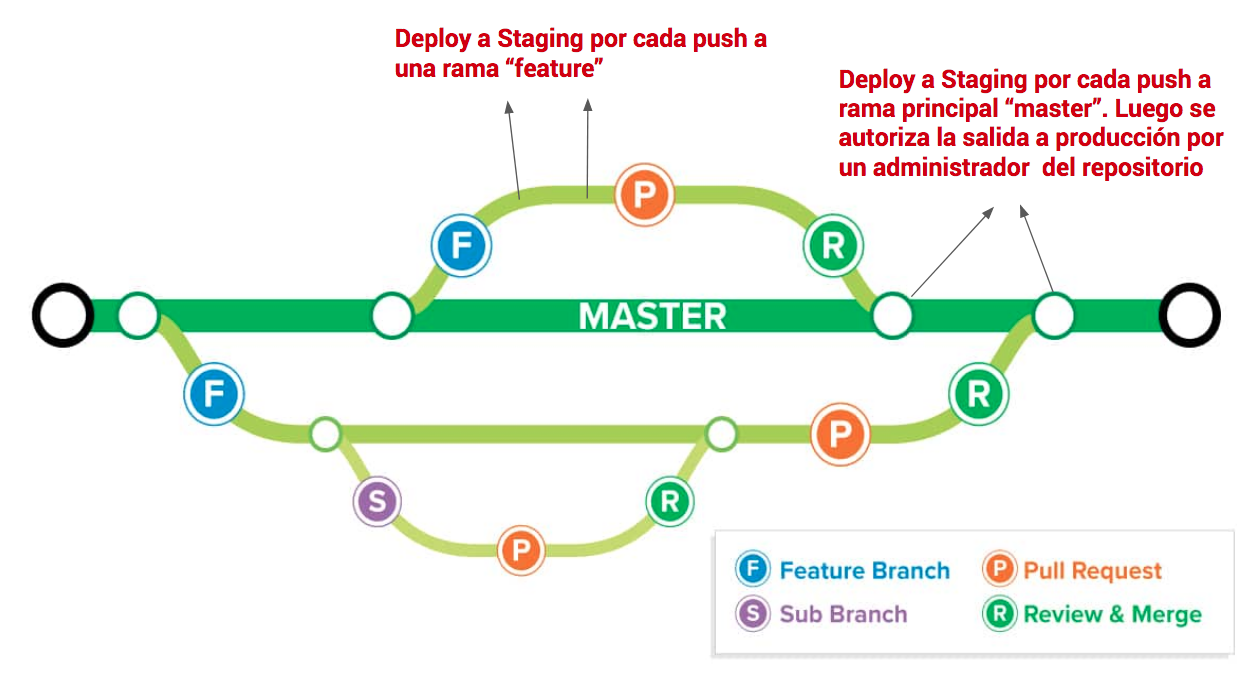 Deploy a Staging por cada push a
una rama “feature”
Deploy a Staging por cada push a
rama principal “master”. Luego se
autoriza la salida a producción por
un administrador del repositorio
P
F
R
MASTER
F
R
P
S
R
P
F Feature Branch
P Pull Request
S Sub Branch
R Review & Merge